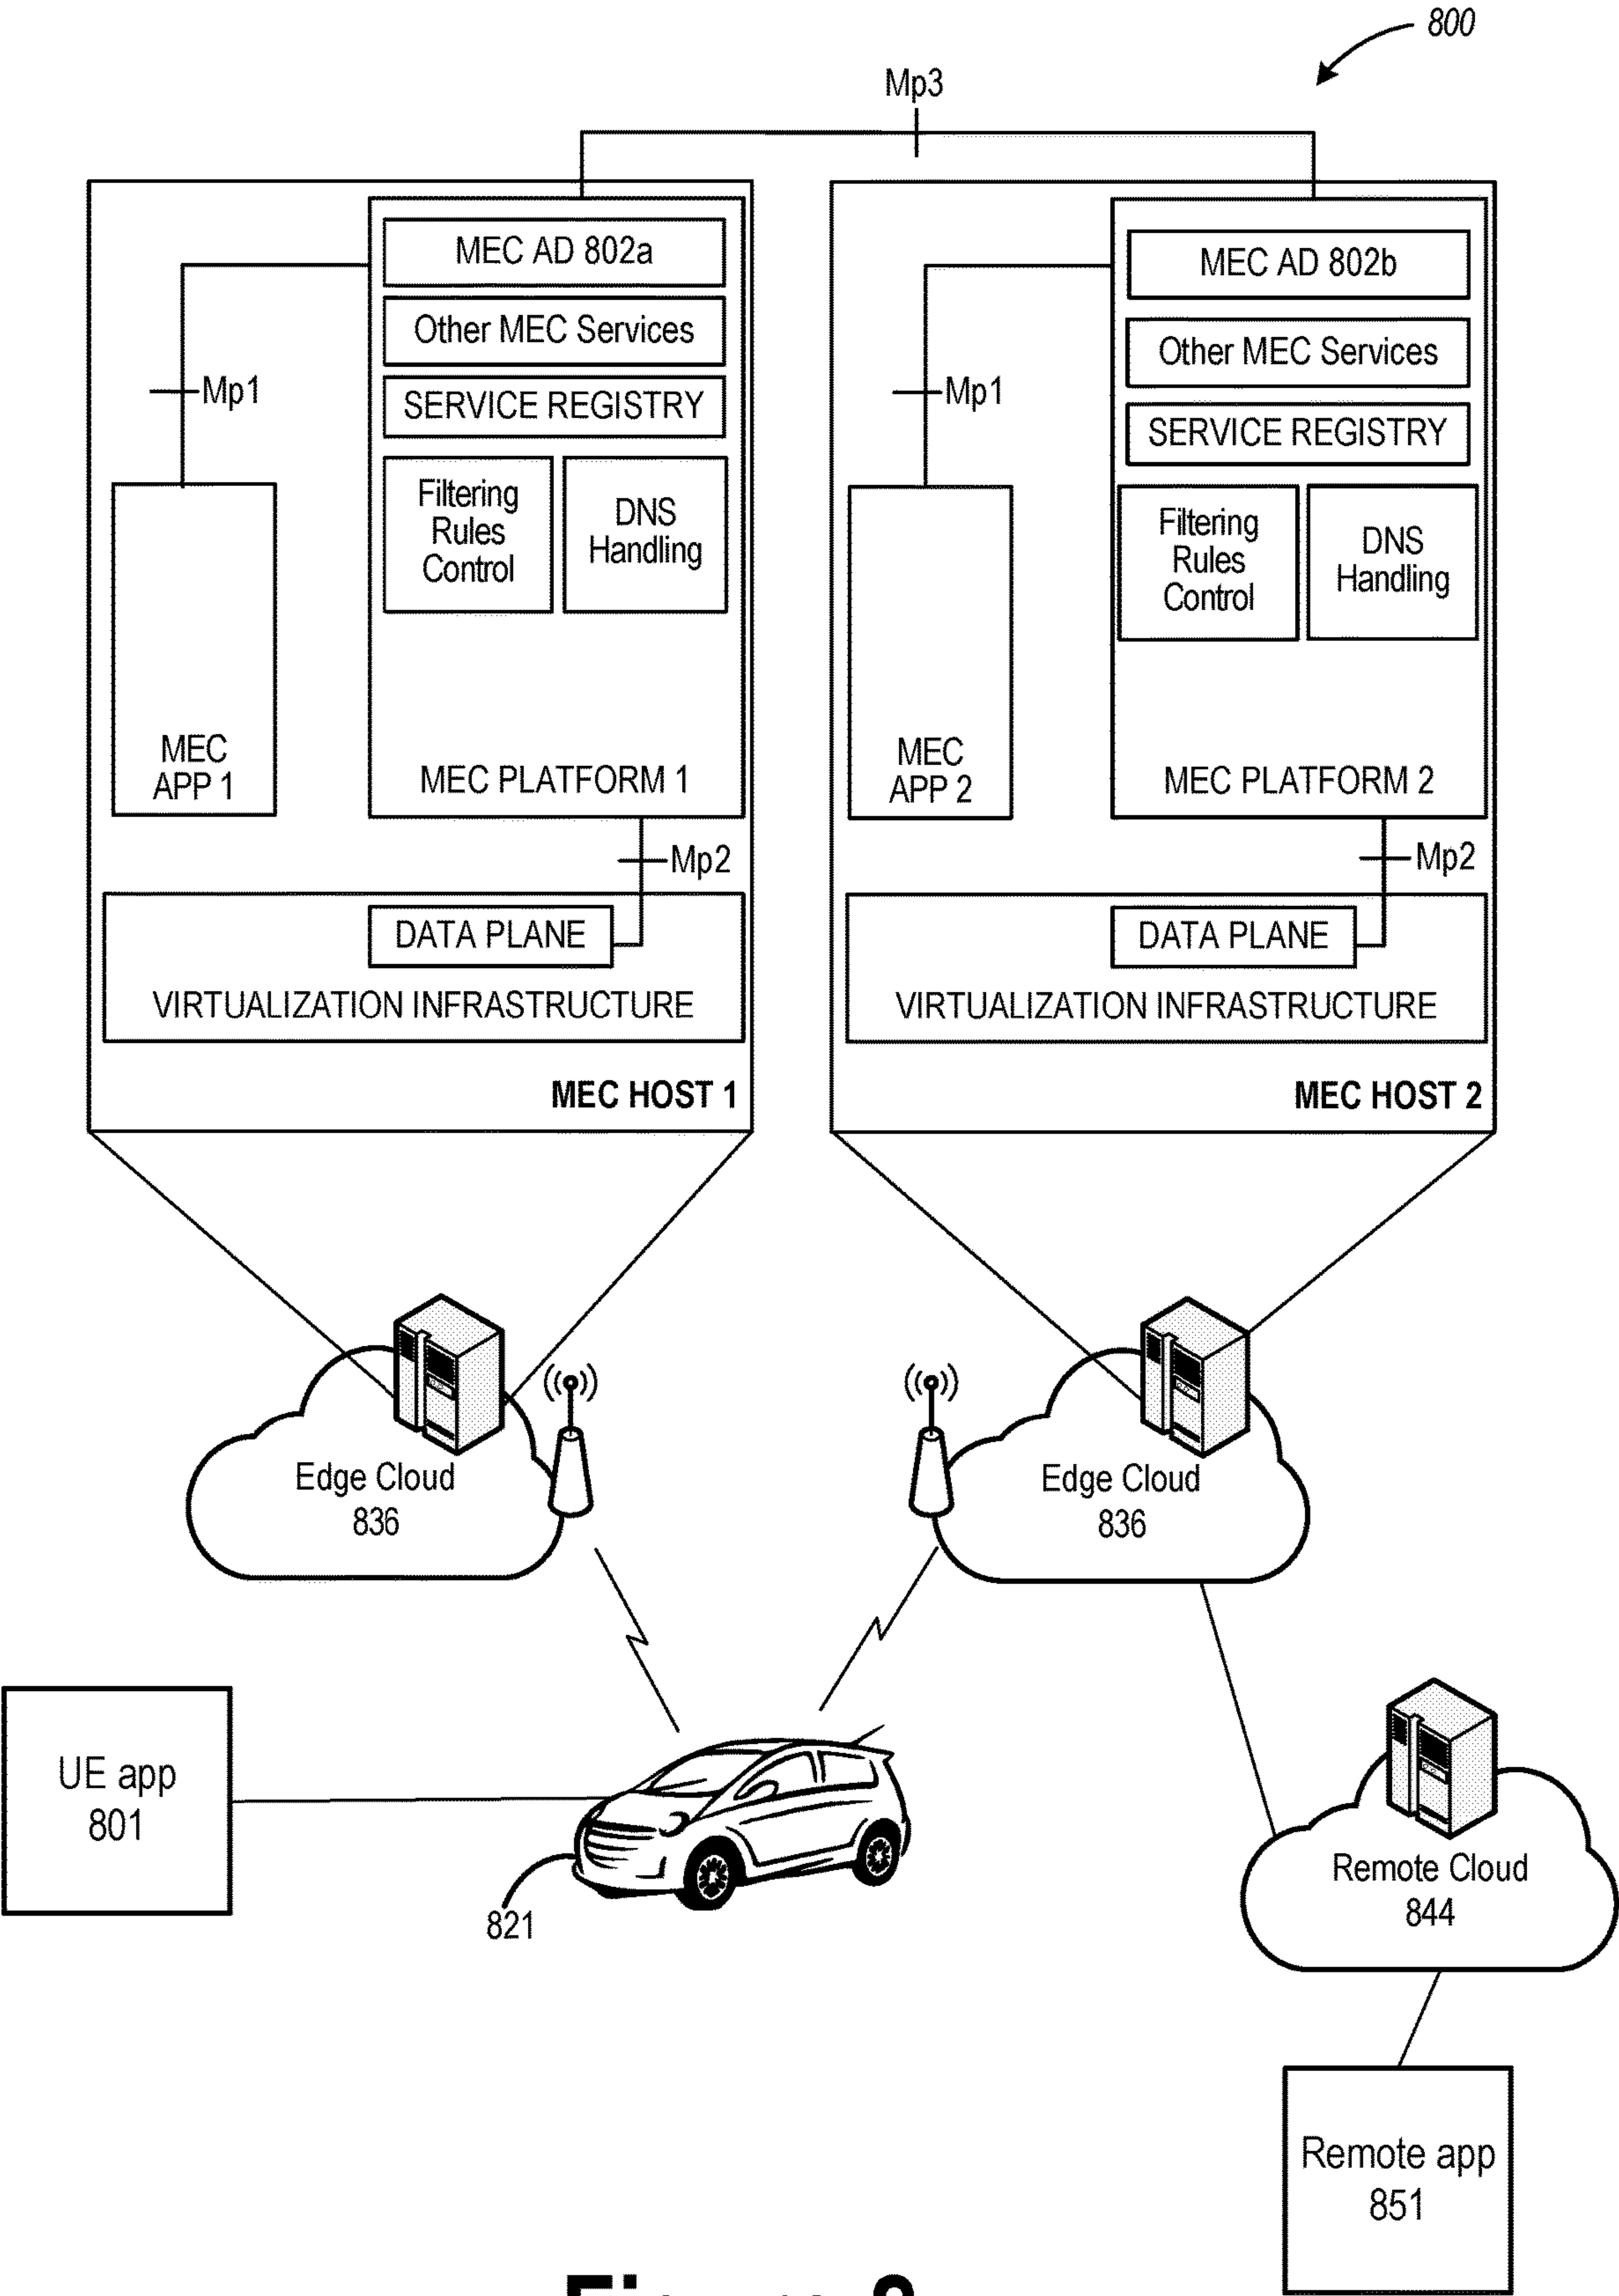 800
Mp3
MEC AD 802a
Other MEC Services
SERVICE REGISTRY
Filtering
Rules
Control
DNS
Handling
Mp1
MEC
APP 1
MEC PLATFORM 1
Mp2
DATA PLANE
VIRTUALIZATION INFRASTRUCTURE
MEC HOST 1
MEC AD 802b
Other MEC Services
SERVICE REGISTRY
Filtering
Rules
Control
DNS
Handling
Mp1
MEC
APP 2
MEC PLATFORM 2
Mp2
DATA PLANE
VIRTUALIZATION INFRASTRUCTURE
MEC HOST 2
Edge Cloud
836
Edge Cloud
836
UE app
801
821
Remote Cloud
844
Remote app
851